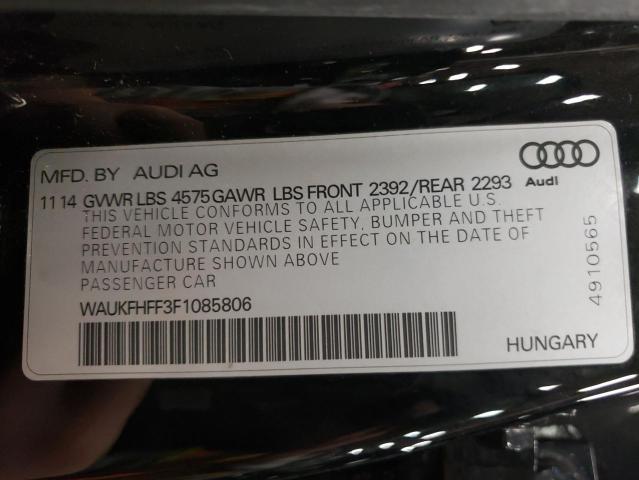 MFD. BY AUDI AG
Audi
11 14 GVWR LBS 4575 GAWR LBS FRONT 2392/REAR 2293
THIS VEHICLE CONFORMS TO ALL APPLICABLE U.S.
FEDERAL MOTOR VEHICLE SAFETY, BUMPER AND THEFT
PREVENTION STANDARDS IN EFFECT ON THE DATE OF
MANUFACTURE SHOWN ABOVE
PASSENGER CAR
WAUKFHFF3F1085806
HUNGARY
4910565